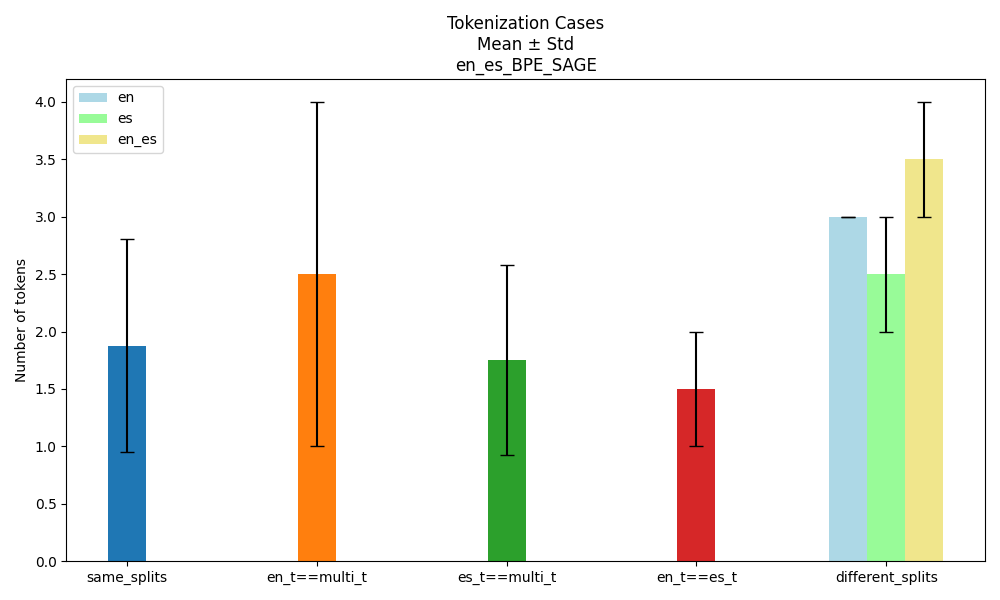 Tokenization Cases
Mean ± Std
en_es_BPE_SAGE
en
es
en_es
Number of tokens
4.0
3.5
3.0
2.5
2.0
1.5
1.0
0.5
0.0
same_splits
en_t==multi_t
es_t==multi_t
en_t==es_t
different_splits